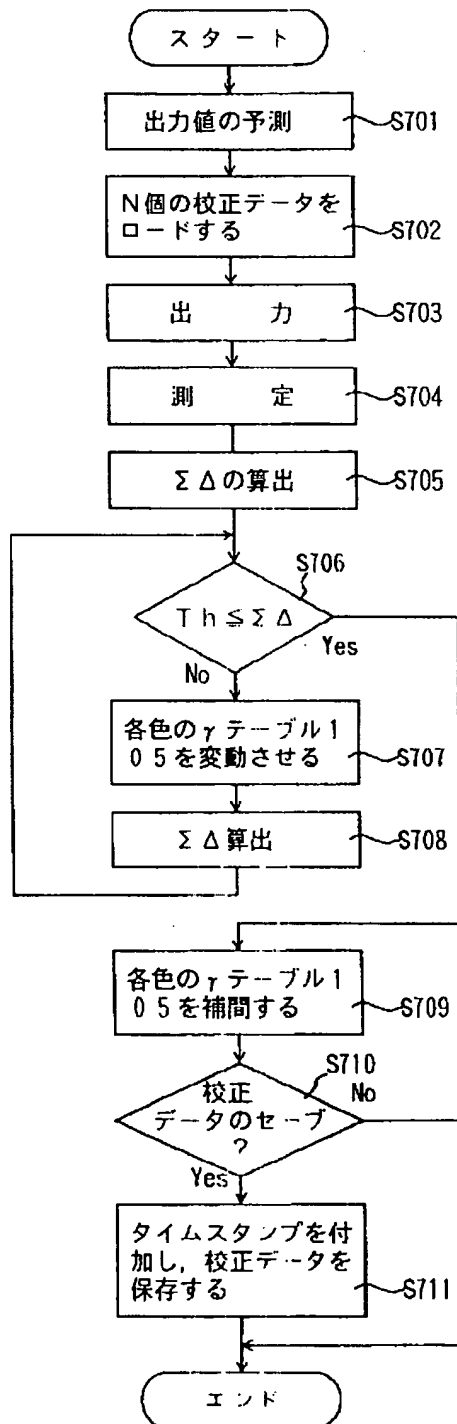 スタート
出力値の予測
S701
N個の校正データを
ロードする
S702
出力
S703
測定
S704
ΣΔの算出
S705
S706
Th≦ΣΔ
Yes
No
各色のγテーブル1
05を変動させる
S707
ΣΔ算出
S708
各色のγテーブル1
05を補間する
S709
S710
校正
データのセーブ
?
No
Yes
タイムスタンプを付
加し,校正データを
保存する
S711
エンド